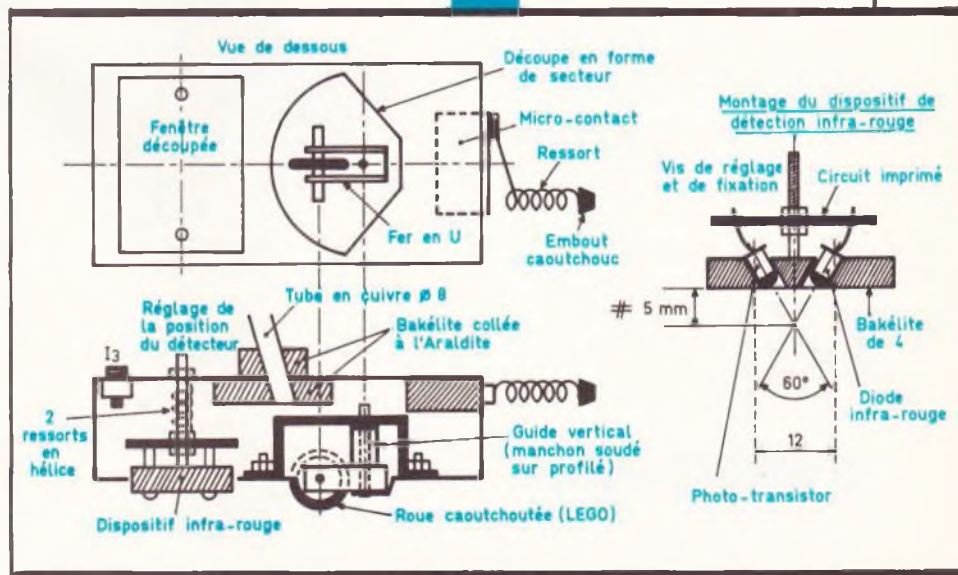 Vue de dessous
Découpe en forme
de secteur
Fenêtre
découpée
Micro-contact
Ressort
Fer en U
Embout
caoutchouc
Montage du dispositif de
détection infra-rouge
Vis de réglage
et de fixation
Circuit imprimé
# 5 mm
Bakélite
de 4
60°
Diode
infra-rouge
12
Photo-transistor
Réglage de
la position
du détecteur
Tube en cuivre ø 8
Bakélite collée
à l'Araldite
I3
2
ressorts
en
hélice
Guide vertical
(manchon soudé
sur profilé)
Dispositif infra-rouge
Roue caoutchoutée (LEGO)